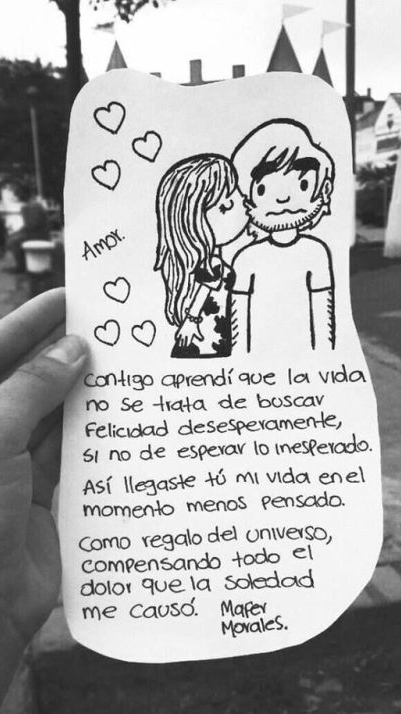 Amor.
contigo aprendí que la vida
no se trata de buscar
Felicidad desesperamente,
si no de esperar lo inesperado.
Así llegaste tú mi vida en el
momento menos pensado.
Como regalo del universo,
compensando todo el
dolor que la soledad
me causó. Mafer
Morales.